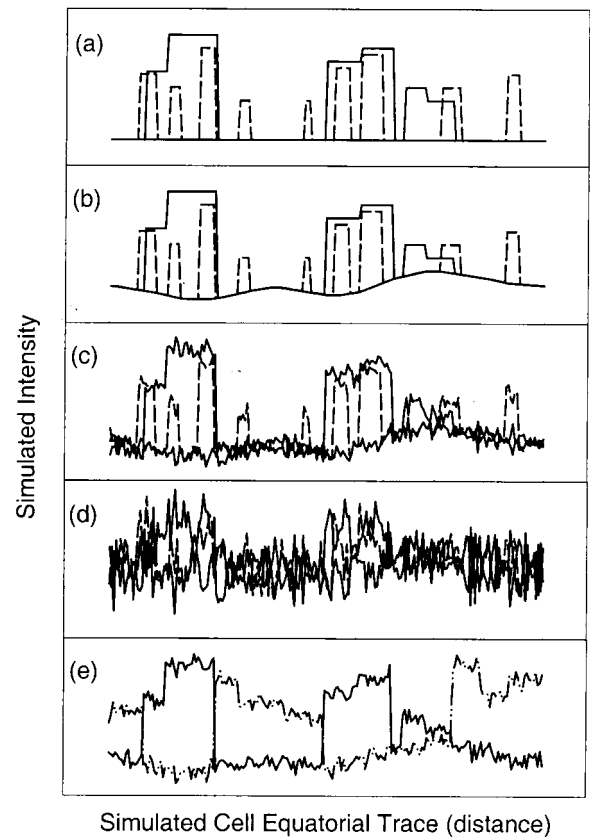 (a)
(b)
(c)
(d)
(e)
Simulated Intensity
Simulated Cell Equatorial Trace (distance)